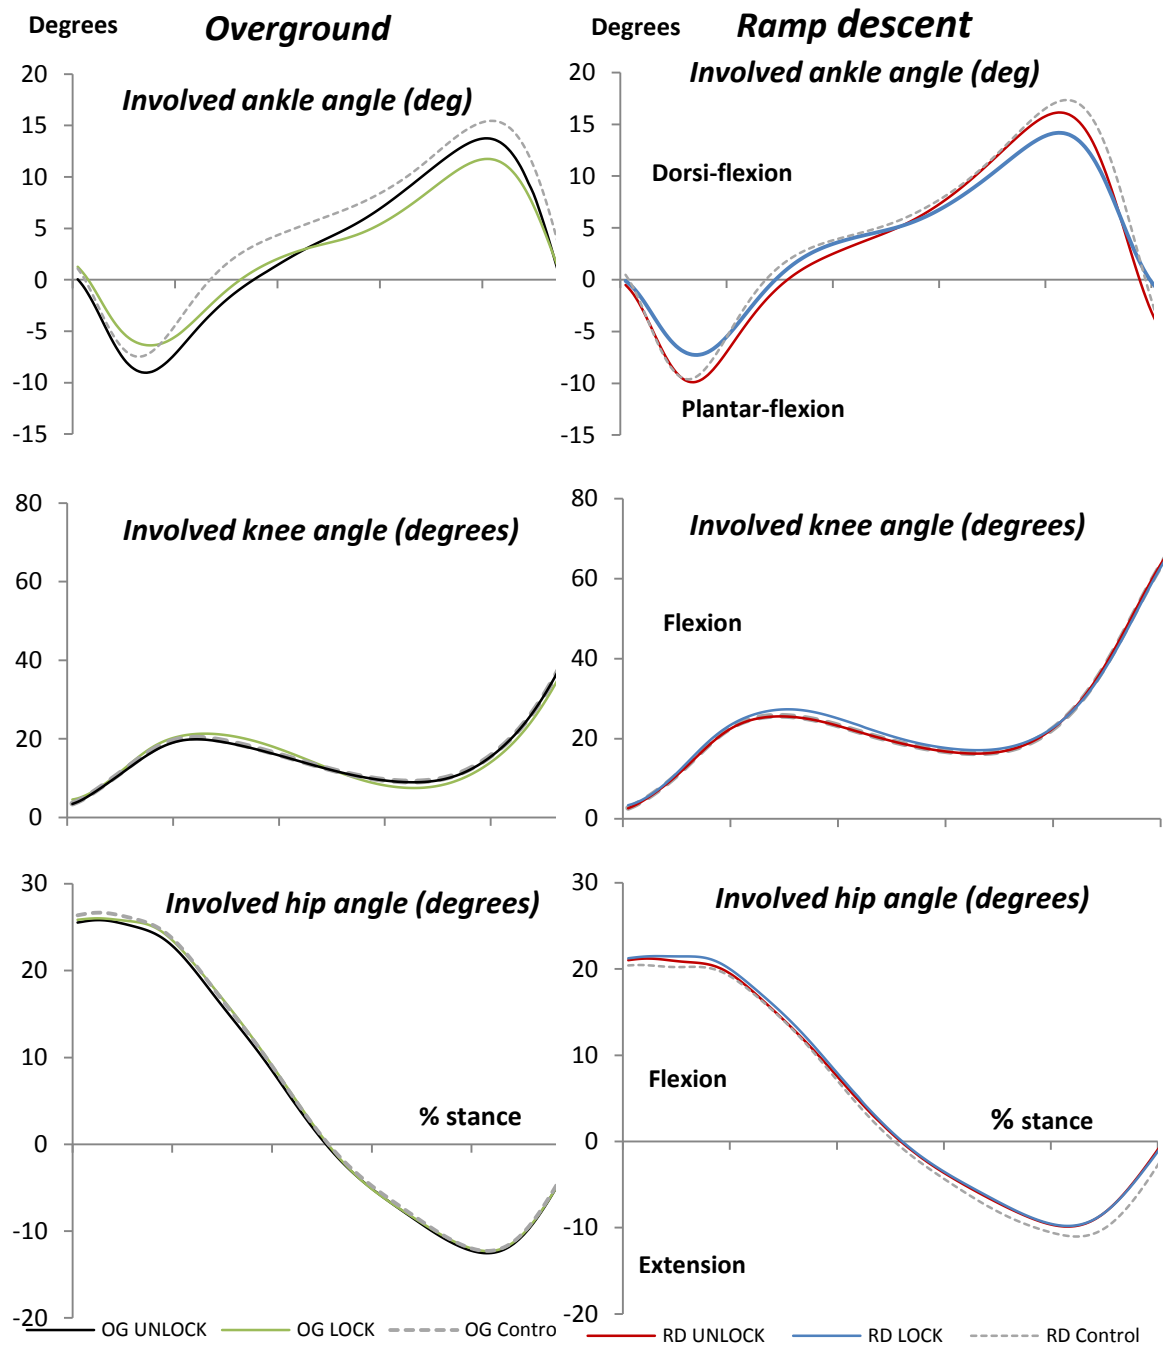 Degrees
Overground
Involved ankle angle (deg)
20
15
10
5
0
-5
-10
-15
Degrees
Ramp descent
Involved ankle angle (deg)
20
15
10
5
0
-5
-10
-15
Dorsi-flexion
Plantar-flexion
80
60
40
20
0
Involved knee angle (degrees)
80
60
40
20
0
Involved knee angle (degrees)
Flexion
30
20
10
0
-10
-20
Involved hip angle (degrees)
% stance
30
20
10
0
-10
-20
Involved hip angle (degrees)
Flexion
% stance
Extension
OG UNLOCK
OG LOCK
OG Contro
RD UNLOCK
RD LOCK
RD Control